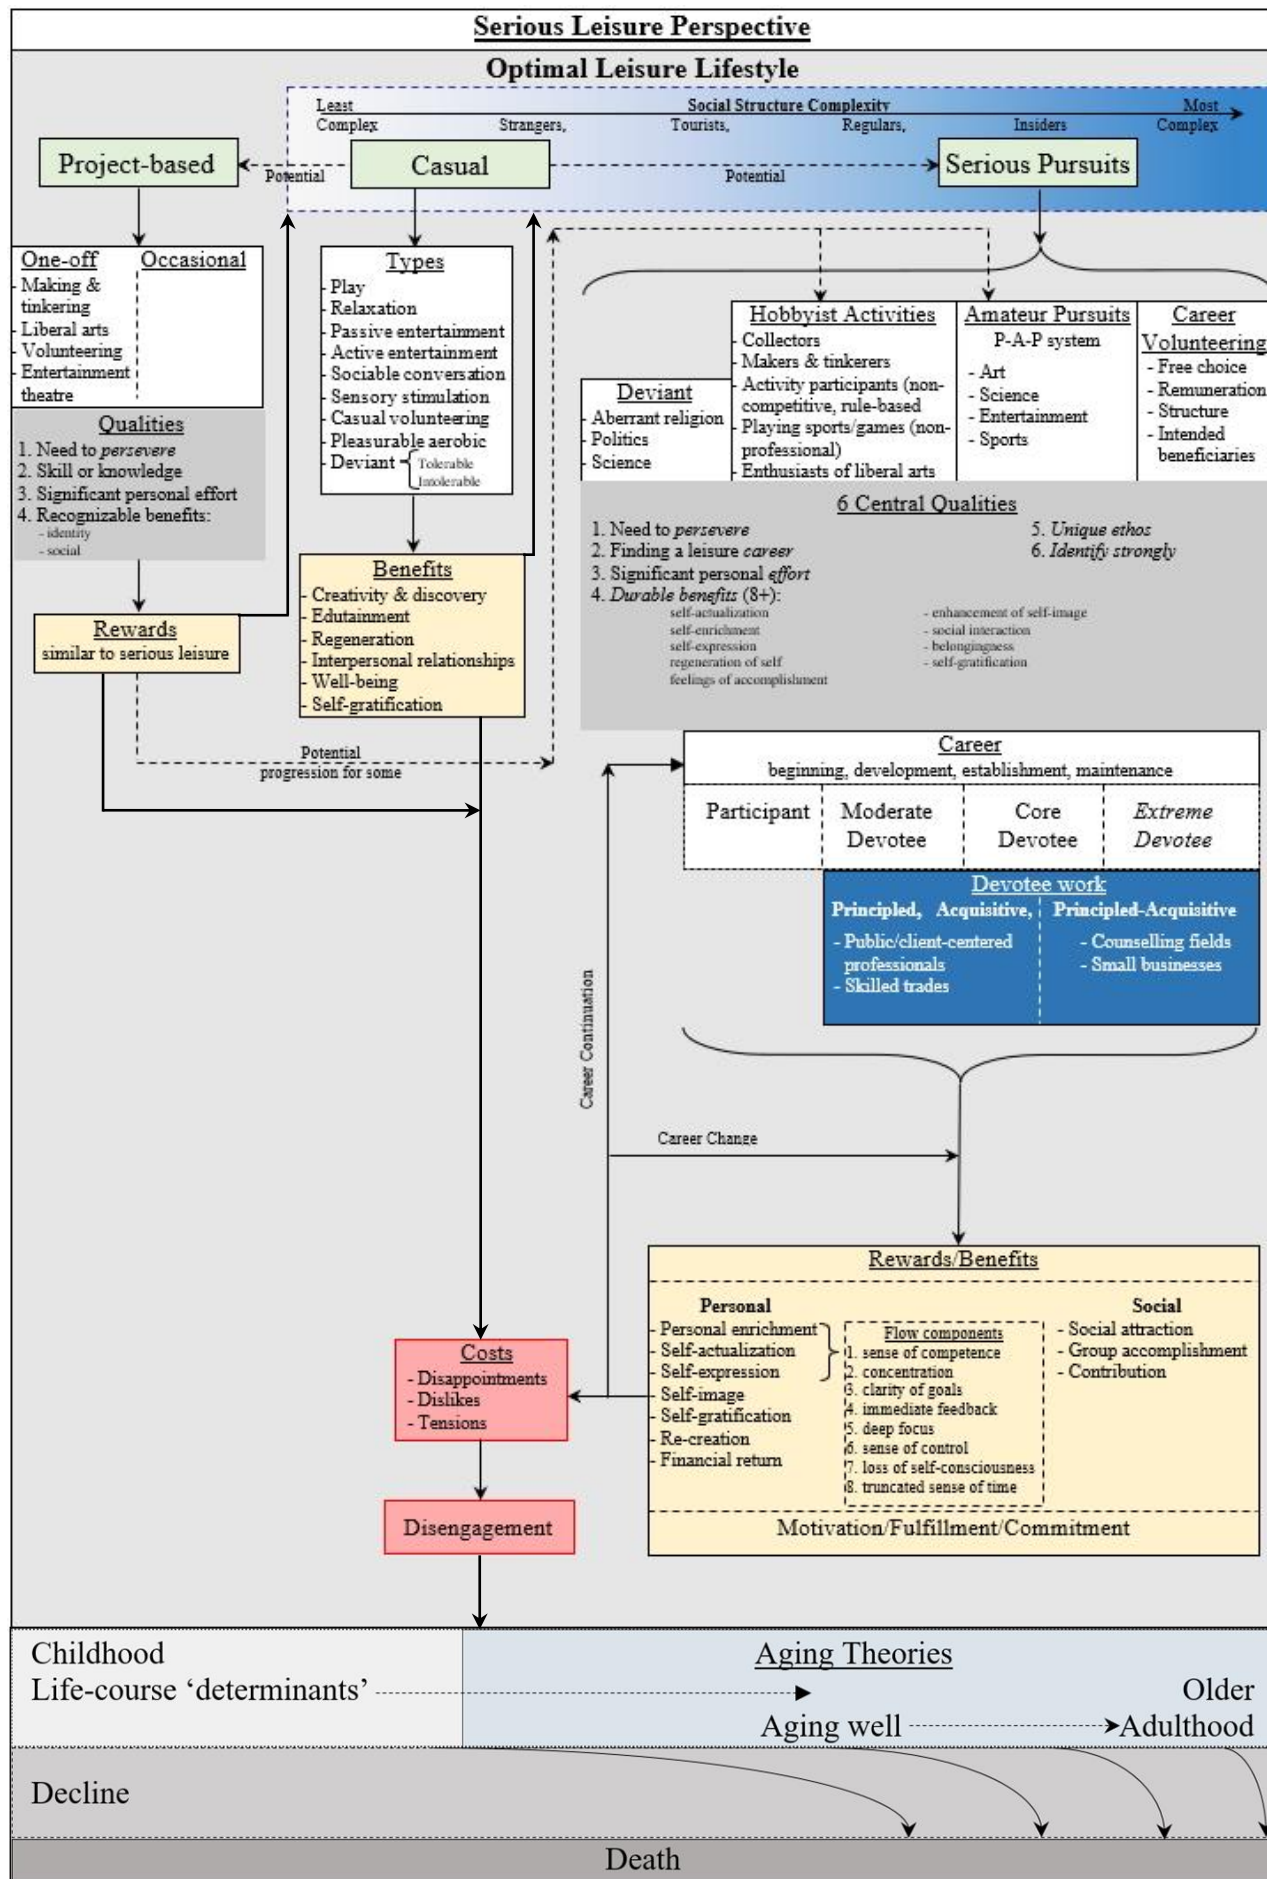 Serious Leisure Perspective
Optimal Leisure Lifestyle
Least Complex
Social Structure Complexity
Strangers, Tourists, Regulars, Insiders
Most Complex
Project-based
Potential
Casual
Potential
Serious Pursuits
One-off
- Making &
tinkering
- Liberal arts
- Volunteering
- Entertainment
theatre
Occasional
Qualities
1. Need to persevere
2. Skill or knowledge
3. Significant personal effort
4. Recognizable benefits:
- identity
- social
Rewards
similar to serious leisure
Types
- Play
- Relaxation
- Passive entertainment
- Active entertainment
- Sociable conversation
- Sensory stimulation
- Casual volunteering
- Pleasurable aerobic
- Deviant { Tolerable
Intolerable
Benefits
- Creativity & discovery
- Edutainment
- Regeneration
- Interpersonal relationships
- Well-being
- Self-gratification
Potential
progression for some
Deviant
- Aberrant religion
- Politics
- Science
Hobbyist Activities
- Collectors
- Makers & tinkerers
- Activity participants (non-
competitive, rule-based
- Playing sports/games (non-
professional)
- Enthusiasts of liberal arts
Amateur Pursuits
P-A-P system
- Art
- Science
- Entertainment
- Sports
Career
Volunteering
- Free choice
- Remuneration
- Structure
- Intended
beneficiaries
6 Central Qualities
1. Need to persevere
2. Finding a leisure career
3. Significant personal effort
4. Durable benefits (8+):
self-actualization
self-enrichment
self-expression
regeneration of self
feelings of accomplishment
- enhancement of self-image
- social interaction
- belongingness
- self-gratification
5. Unique ethos
6. Identify strongly
Career
beginning, development, establishment, maintenance
Participant
Moderate
Devotee
Core
Devotee
Extreme
Devotee
Devotee work
Principled, Acquisitive,
- Public/client-centered
professionals
- Skilled trades
Principled-Acquisitive
- Counselling fields
- Small businesses
Career Continuation
Career Change
Rewards/Benefits
Personal
- Personal enrichment
- Self-actualization
- Self-expression
- Self-image
- Self-gratification
- Re-creation
- Financial return
Flow components
1. sense of competence
2. concentration
3. clarity of goals
4. immediate feedback
5. deep focus
6. sense of control
7. loss of self-consciousness
8. truncated sense of time
Social
- Social attraction
- Group accomplishment
- Contribution
Motivation/Fulfillment/Commitment
Costs
- Disappointments
- Dislikes
- Tensions
Disengagement
Childhood
Life-course ‘determinants’
Aging Theories
Aging well
Older
Adulthood
Decline
Death